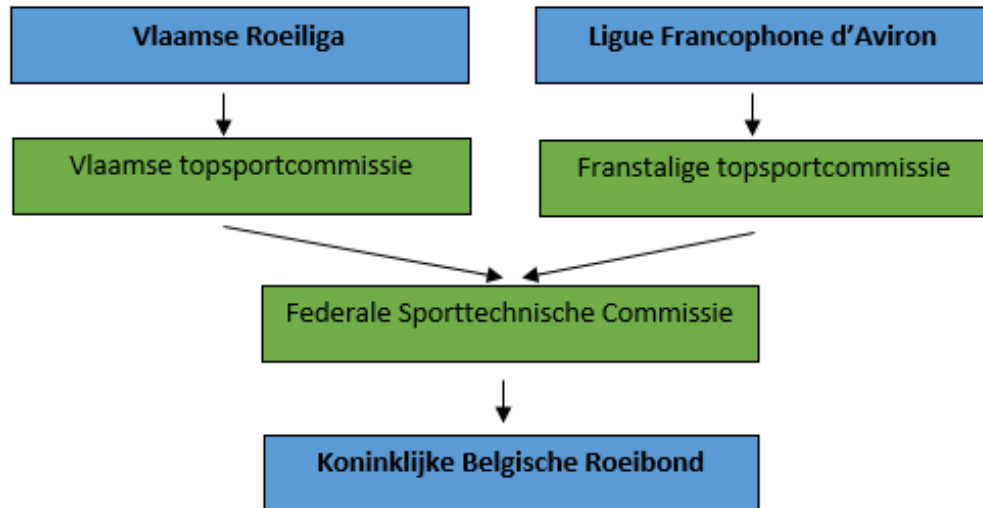 Vlaamse Roeiliga
Ligue Francophone d’Aviron
Vlaamse topsportcommissie
Franstalige topsportcommissie
Federale Sporttechnische Commissie
Koninklijke Belgische Roeibond